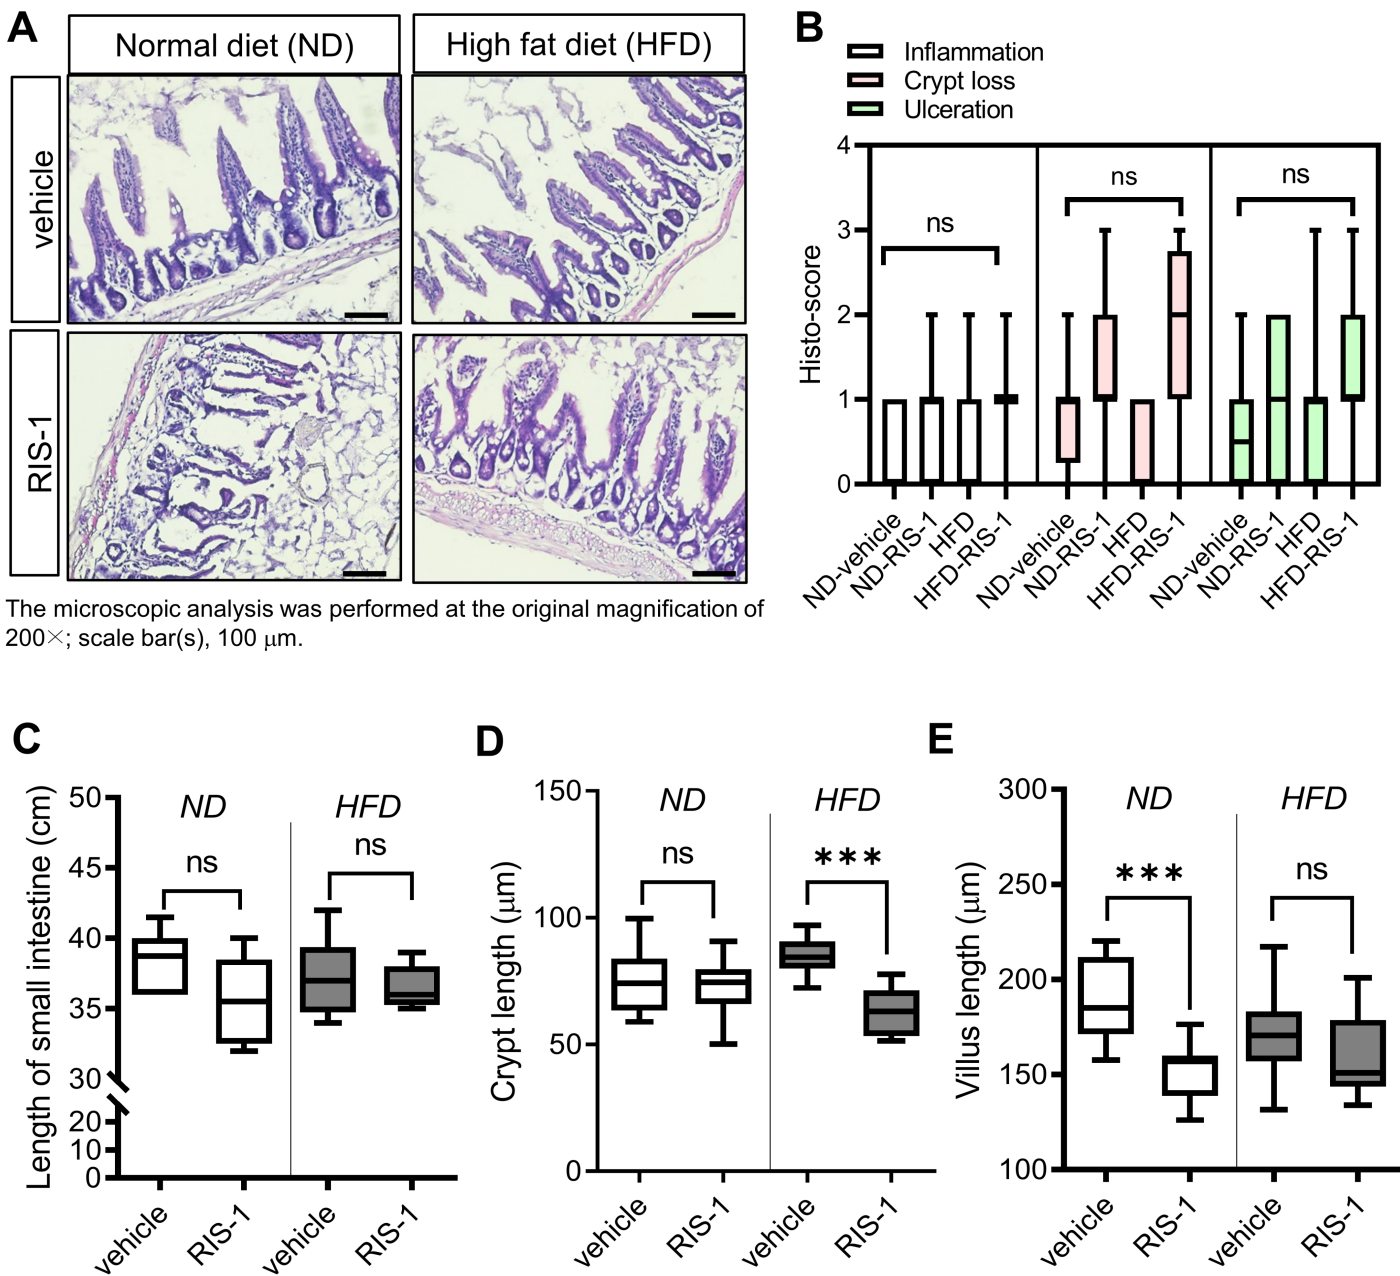 A
Normal diet (ND)
High fat diet (HFD)
vehicle
RIS-1
The microscopic analysis was performed at the original magnification of
200×; scale bar(s), 100 μm.
B
Inflammation
Crypt loss
Ulceration
Histo-score
4
3
2
1
0
ns
ns
ns
ND-vehicle
ND-RIS-1
HFD
HFD-RIS-1
ND-vehicle
ND-RIS-1
HFD
HFD-RIS-1
ND-vehicle
ND-RIS-1
HFD
HFD-RIS-1
C
Length of small intestine (cm)
50
45
40
35
30
20
10
0
ND
HFD
ns
ns
vehicle
RIS-1
vehicle
RIS-1
D
Crypt length (μm)
150
100
50
0
ND
HFD
ns
***
vehicle
RIS-1
vehicle
RIS-1
E
Villus length (μm)
300
250
200
150
100
ND
HFD
***
ns
vehicle
RIS-1
vehicle
RIS-1